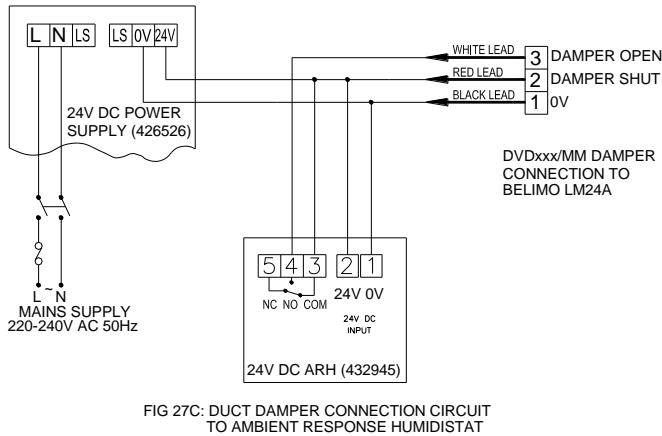 L N LS LS 0V 24V
24V DC POWER
SUPPLY (426526)
WHITE LEAD 3 DAMPER OPEN
RED LEAD 2 DAMPER SHUT
BLACK LEAD 1 0V
DVDxxx/MM DAMPER
CONNECTION TO
BELIMO LM24A
L ~ N
MAINS SUPPLY
220-240V AC 50Hz
5 4 3 2 1
NC NO COM 24V 0V
24V DC
INPUT
24V DC ARH (432945)
FIG 27C: DUCT DAMPER CONNECTION CIRCUIT
TO AMBIENT RESPONSE HUMIDISTAT